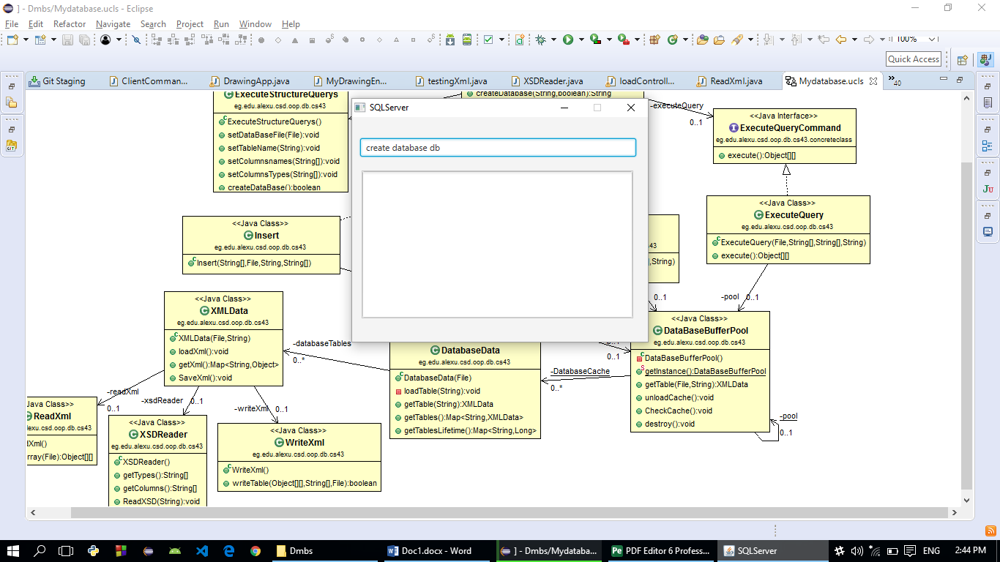 ] - Dmbs/Mydatabase.ucls - Eclipse
File Edit Refactor Navigate Search Project Run Window Help
100%
Quick Access
Git Staging ClientComman... DrawingApp.java MyDrawingEn... testingXml.java XSDReader.java loadControll... ReadXml.java Mydatabase.ucls 40
ExecuteStructureQuerys
eg.edu.alexu.csd.oop.db.cs43
ExecuteStructureQuerys()
setDataBaseFile(File):void
setTableName(String):void
setColumnsnames(String[]):void
setColumnsTypes(String[]):void
createDataBase():boolean
createDatabase(String,boolean):String
SQLServer
create database db
-executeQuery
0..1
<<Java Interface>>
ExecuteQueryCommand
eg.edu.alexu.csd.oop.db.cs43.concreteclass
execute():Object[][]
<<Java Class>>
ExecuteQuery
eg.edu.alexu.csd.oop.db.cs43
ExecuteQuery(File,String[],String[],String)
execute():Object[][]
<<Java Class>>
Insert
eg.edu.alexu.csd.oop.db.cs43
Insert(String[],File,String,String[])
43
],String)
0..1
-pool 0..1
<<Java Class>>
XMLData
eg.edu.alexu.csd.oop.db.cs43
XMLData(File,String)
loadXml():void
getXml():Map<String,Object>
SaveXml():void
-databaseTables
0..*
DatabaseData
eg.edu.alexu.csd.oop.db.cs43
DatabaseData(File)
loadTable(String):void
getTable(String):XMLData
getTables():Map<String,XMLData>
getTablesLifetime():Map<String,Long>
0..1
-DatabaseCache
0..*
<<Java Class>>
DataBaseBufferPool
eg.edu.alexu.csd.oop.db.cs43
DataBaseBufferPool()
getInstance():DataBaseBufferPool
getTable(File,String):XMLData
unloadCache():void
CheckCache():void
destroy():void
-pool
0..1
-readXml
0..1
-xsdReader 0..1
-writeXml 0..1
Java Class>>
ReadXml
lexu.csd.oop.db.cs43
dXml()
rray(File):Object[][]
<<Java Class>>
XSDReader
eg.edu.alexu.csd.oop.db.cs43
XSDReader()
getTypes():String[]
getColumns():String[]
ReadXSD(String):void
<<Java Class>>
WriteXml
eg.edu.alexu.csd.oop.db.cs43
WriteXml()
writeTable(Object[][],String[],File):boolean
Dmbs Doc1.docx - Word ] - Dmbs/Mydataba... PDF Editor 6 Profess... SQLServer ENG 2:44 PM